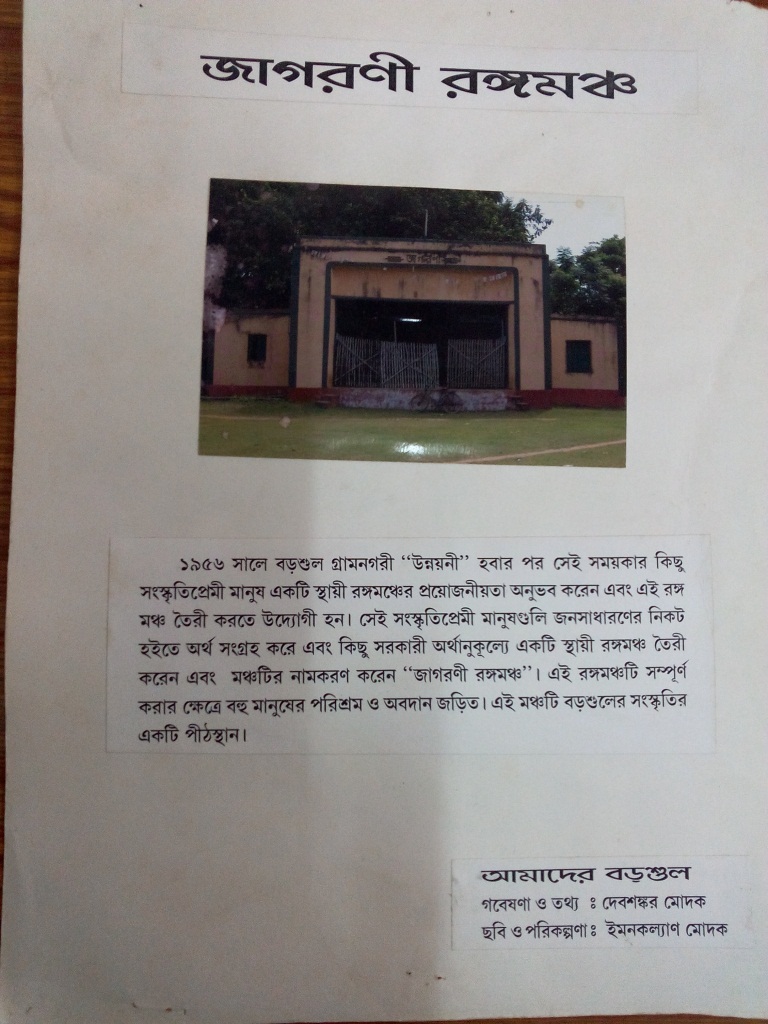 জাগরণী রঙ্গমঞ্চ
জাগরণী
১৯৫৬ সালে বড়শুল গ্রামনগরী “উন্নয়নী” হবার পর সেই সময়কার কিছু
সংস্কৃতিপ্রেমী মানুষ একটি স্থায়ী রঙ্গমঞ্চের প্রয়োজনীয়তা অনুভব করেন এবং এই রঙ্গ
মঞ্চ তৈরী করতে উদ্যোগী হন। সেই সংস্কৃতিপ্রেমী মানুষগুলি জনসাধারণের নিকট
হইতে অর্থ সংগ্রহ করে এবং কিছু সরকারী অর্থানুকূল্যে একটি স্থায়ী রঙ্গমঞ্চ তৈরী
করেন এবং মঞ্চটির নামকরণ করেন “জাগরণী রঙ্গমঞ্চ”। এই রঙ্গমঞ্চটি সম্পূর্ণ
করার ক্ষেত্রে বহু মানুষের পরিশ্রম ও অবদান জড়িত। এই মঞ্চটি বড়শুলের সংস্কৃতির
একটি পীঠস্থান।
আমাদের বড়শুল
গবেষণা ও তথ্য : দেবশঙ্কর মোদক
ছবি ও পরিকল্পণা : ইমনকল্যাণ মোদক